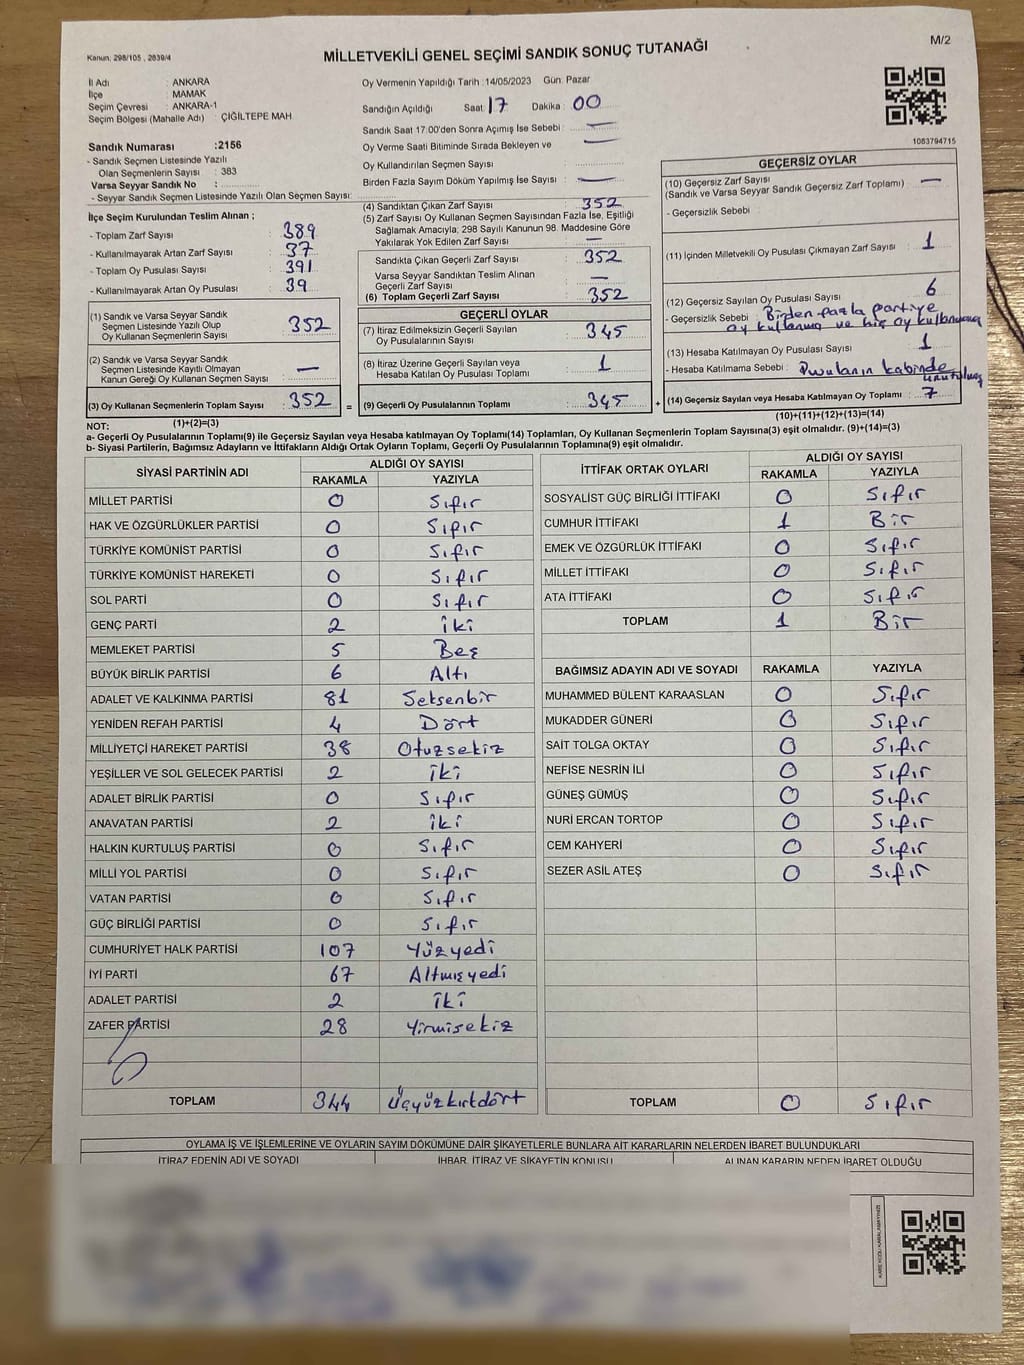 M/2
Kanun: 298/105 , 2839/4
MİLLETVEKİLİ GENEL SEÇİMİ SANDIK SONUÇ TUTANAĞI
İl Adı : ANKARA
İlçe : MAMAK
Seçim Çevresi : ANKARA-1
Seçim Bölgesi (Mahalle Adı) : ÇİĞİLTEPE MAH
Sandık Numarası :2156
- Sandık Seçmen Listesinde Yazılı
Olan Seçmenlerin Sayısı : 383
Varsa Seyyar Sandık No :
- Seyyar Sandık Seçmen Listesinde Yazılı Olan Seçmen Sayısı:
Oy Vermenin Yapıldığı Tarih :14/05/2023 Gün: Pazar
Sandığın Açıldığı Saat: 17 Dakika : 00
Sandık Saat 17:00'den Sonra Açımış İse Sebebi : —
Oy Verme Saati Bitiminde Sırada Bekleyen ve : —
Oy Kullandırılan Seçmen Sayısı
Birden Fazla Sayım Döküm Yapılmış İse Sayısı : —
1083794715
İlçe Seçim Kurulundan Teslim Alınan ;
- Toplam Zarf Sayısı : 389
- Kullanılmayarak Artan Zarf Sayısı : 37
- Toplam Oy Pusulası Sayısı : 391
- Kullanılmayarak Artan Oy Pusulası : 39
(1) Sandık ve Varsa Seyyar Sandık
Seçmen Listesinde Yazılı Olup
Oy Kullanan Seçmenlerin Sayısı : 352
(2) Sandık ve Varsa Seyyar Sandık
Seçmen Listesinde Kayıtlı Olmayan
Kanun Gereği Oy Kullanan Seçmen Sayısı : —
(3) Oy Kullanan Seçmenlerin Toplam Sayısı : 352
(1)+(2)=(3)
(4) Sandıktan Çıkan Zarf Sayısı : 352
(5) Zarf Sayısı Oy Kullanan Seçmen Sayısından Fazla İse, Eşitliği
Sağlamak Amacıyla; 298 Sayılı Kanunun 98. Maddesine Göre
Yakılarak Yok Edilen Zarf Sayısı : —
Sandıkta Çıkan Geçerli Zarf Sayısı : 352
Varsa Seyyar Sandıktan Teslim Alınan
Geçerli Zarf Sayısı : —
(6) Toplam Geçerli Zarf Sayısı : 352
GEÇERLİ OYLAR
(7) İtiraz Edilmeksizin Geçerli Sayılan
Oy Pusulalarının Sayısı : 345
(8) İtiraz Üzerine Geçerli Sayılan veya
Hesaba Katılan Oy Pusulası Toplamı : 1
= (9) Geçerli Oy Pusulalarının Toplamı : 345 +
GEÇERSİZ OYLAR
(10) Geçersiz Zarf Sayısı
(Sandık ve Varsa Seyyar Sandık Geçersiz Zarf Toplamı) : —
- Geçersizlik Sebebi :
(11) İçinden Milletvekili Oy Pusulası Çıkmayan Zarf Sayısı : 1
(12) Geçersiz Sayılan Oy Pusulası Sayısı : 6
- Geçersizlik Sebebi : Birden fazla partiye
oy kullanma ve hiç oy kullanmama
(13) Hesaba Katılmayan Oy Pusulası Sayısı : 1
- Hesaba Katılmama Sebebi : Pusulanın kabinde
unutulması
(14) Geçersiz Sayılan veya Hesaba Katılmayan Oy Toplamı : 7
(10)+(11)+(12)+(13)=(14)
NOT:
a- Geçerli Oy Pusulalarının Toplamı(9) ile Geçersiz Sayılan veya Hesaba katılmayan Oy Toplamı(14) Toplamları, Oy Kullanan Seçmenlerin Toplam Sayısına(3) eşit olmalıdır. (9)+(14)=(3)
b- Siyasi Partilerin, Bağımsız Adayların ve İttifakların Aldığı Ortak Oyların Toplamı, Geçerli Oy Pusulalarının Toplamına(9) eşit olmalıdır.
SİYASİ PARTİNİN ADI ALDIĞI OY SAYISI
RAKAMLA YAZIYLA
MİLLET PARTİSİ 0 Sıfır
HAK VE ÖZGÜRLÜKLER PARTİSİ 0 Sıfır
TÜRKİYE KOMÜNİST PARTİSİ 0 Sıfır
TÜRKİYE KOMÜNİST HAREKETİ 0 Sıfır
SOL PARTİ 0 Sıfır
GENÇ PARTİ 2 İki
MEMLEKET PARTİSİ 5 Beş
BÜYÜK BİRLİK PARTİSİ 6 Altı
ADALET VE KALKINMA PARTİSİ 81 Seksenbir
YENİDEN REFAH PARTİSİ 4 Dört
MİLLİYETÇİ HAREKET PARTİSİ 38 Otuzsekiz
YEŞİLLER VE SOL GELECEK PARTİSİ 2 İki
ADALET BİRLİK PARTİSİ 0 Sıfır
ANAVATAN PARTİSİ 2 İki
HALKIN KURTULUŞ PARTİSİ 0 Sıfır
MİLLİ YOL PARTİSİ 0 Sıfır
VATAN PARTİSİ 0 Sıfır
GÜÇ BİRLİĞİ PARTİSİ 0 Sıfır
CUMHURİYET HALK PARTİSİ 107 Yüzyedi
İYİ PARTİ 67 Altmışyedi
ADALET PARTİSİ 2 İki
ZAFER PARTİSİ 28 Yirmisekiz
TOPLAM 344 Üçyüzkırkdört
İTTİFAK ORTAK OYLARI ALDIĞI OY SAYISI
RAKAMLA YAZIYLA
SOSYALİST GÜÇ BİRLİĞİ İTTİFAKI 0 Sıfır
CUMHUR İTTİFAKI 1 Bir
EMEK VE ÖZGÜRLÜK İTTİFAKI 0 Sıfır
MİLLET İTTİFAKI 0 Sıfır
ATA İTTİFAKI 0 Sıfır
TOPLAM 1 Bir
BAĞIMSIZ ADAYIN ADI VE SOYADI RAKAMLA YAZIYLA
MUHAMMED BÜLENT KARAASLAN 0 Sıfır
MUKADDER GÜNERİ 0 Sıfır
SAİT TOLGA OKTAY 0 Sıfır
NEFİSE NESRİN İLİ 0 Sıfır
GÜNEŞ GÜMÜŞ 0 Sıfır
NURİ ERCAN TORTOP 0 Sıfır
CEM KAHYERİ 0 Sıfır
SEZER ASİL ATEŞ 0 Sıfır
TOPLAM 0 Sıfır
OYLAMA İŞ VE İŞLEMLERİNE VE OYLARIN SAYIM DÖKÜMÜNE DAİR ŞİKAYETLERLE BUNLARA AİT KARARLARIN NELERDEN İBARET BULUNDUKLARI
İTİRAZ EDENİN ADI VE SOYADI İHBAR, İTİRAZ VE ŞİKAYETİN KONUSU ALINAN KARARIN NEDEN İBARET OLDUĞU